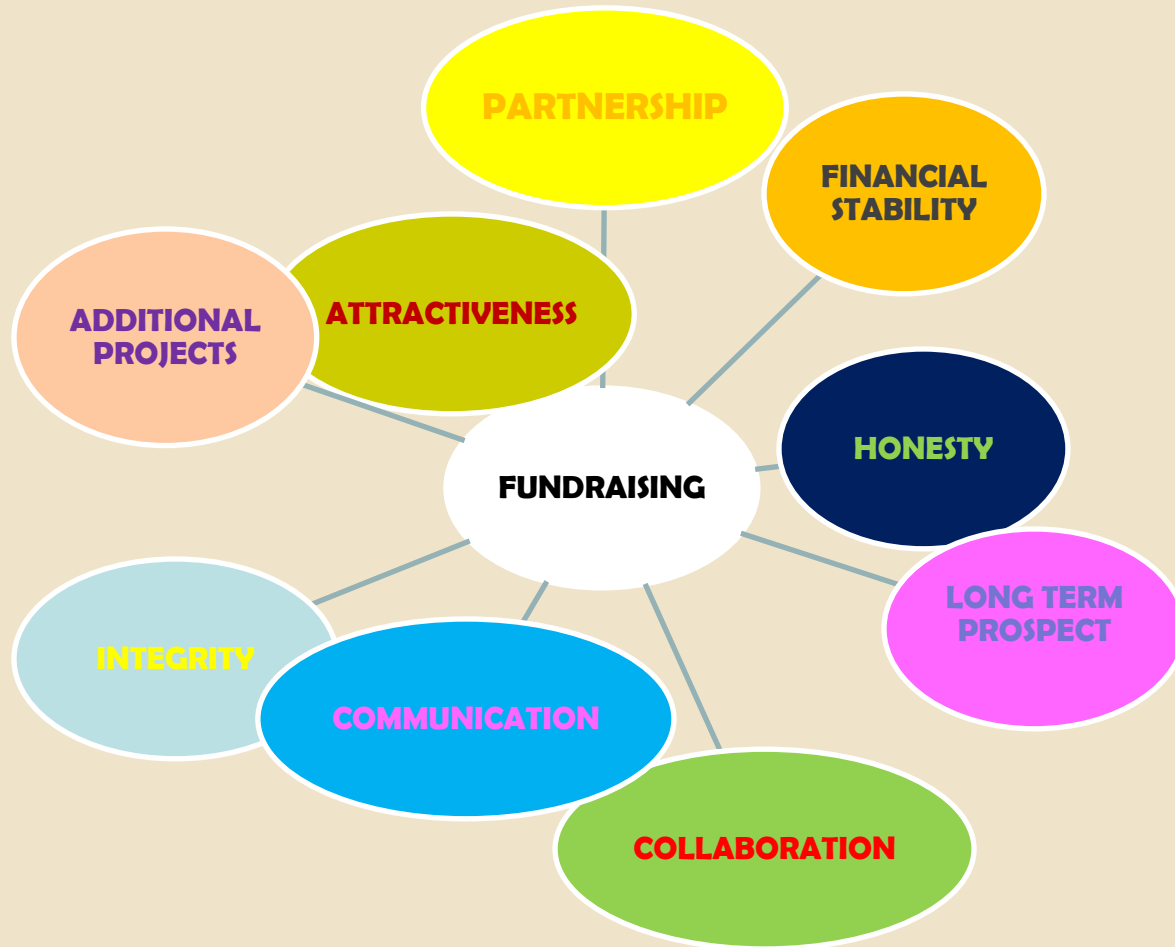 PARTNERSHIP
FINANCIAL
STABILITY
ATTRACTIVENESS
ADDITIONAL
PROJECTS
HONESTY
FUNDRAISING
LONG TERM
PROSPECT
INTEGRITY
COMMUNICATION
COLLABORATION